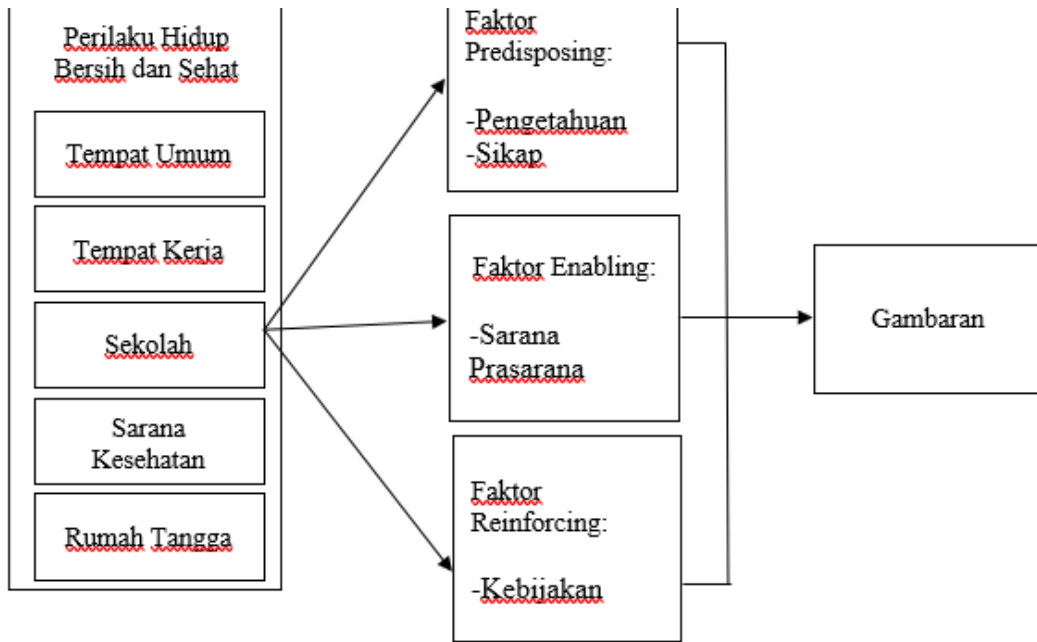 Perilaku Hidup
Bersih dan Sehat
Tempat Umum
Tempat Kerja
Sekolah
Sarana
Kesehatan
Rumah Tangga
Faktor
Predisposing:
-Pengetahuan
-Sikap
Faktor Enabling:
-Sarana
Prasarana
Faktor
Reinforcing:
-Kebijakan
Gambaran